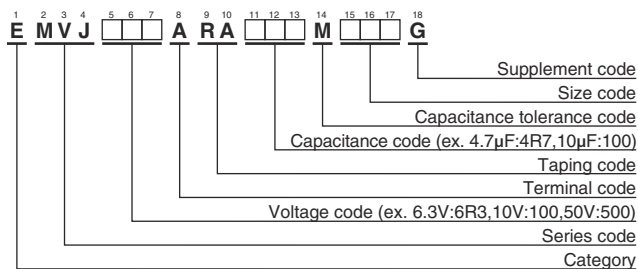 1 2 3 4 5 6 7 8 9 10 11 12 13 14 15 16 17 18
E M V J A R A M G
Supplement code
Size code
Capacitance tolerance code
Capacitance code (ex. 4.7μF:4R7,10μF:100)
Taping code
Terminal code
Voltage code (ex. 6.3V:6R3,10V:100,50V:500)
Series code
Category